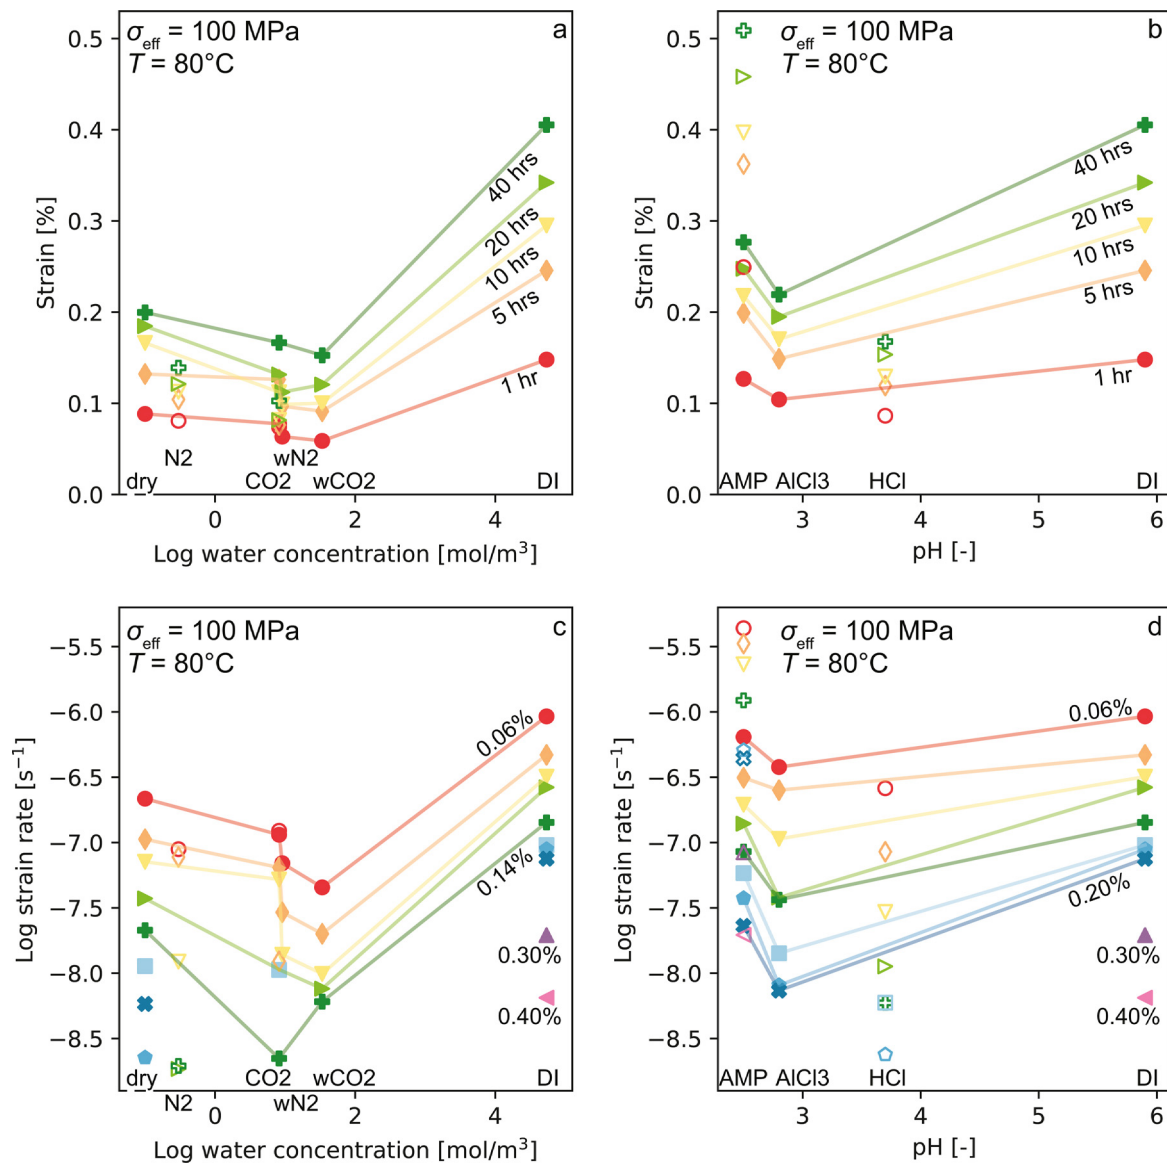 σeff = 100 MPa
T = 80°C
a
0.5
0.4
0.3
0.2
0.1
0.0
Strain [%]
40 hrs
20 hrs
10 hrs
5 hrs
1 hr
N2
wN2
dry
CO2
wCO2
DI
0
2
4
Log water concentration [mol/m³]
σeff = 100 MPa
T = 80°C
b
0.5
0.4
0.3
0.2
0.1
0.0
Strain [%]
40 hrs
20 hrs
10 hrs
5 hrs
1 hr
AMP
AlCl3
HCl
DI
3
4
5
6
pH [-]
σeff = 100 MPa
T = 80°C
c
−5.5
−6.0
−6.5
−7.0
−7.5
−8.0
−8.5
Log strain rate [s⁻¹]
0.06%
0.14%
0.30%
0.40%
dry
CO2
wCO2
DI
N2
wN2
0
2
4
Log water concentration [mol/m³]
σeff = 100 MPa
T = 80°C
d
−5.5
−6.0
−6.5
−7.0
−7.5
−8.0
−8.5
Log strain rate [s⁻¹]
0.06%
0.20%
0.30%
0.40%
AMP
AlCl3
HCl
DI
3
4
5
6
pH [-]